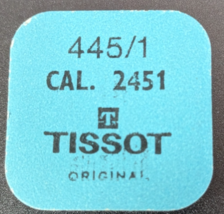 445/1
CAL. 2451
T
TISSOT
ORIGINAL